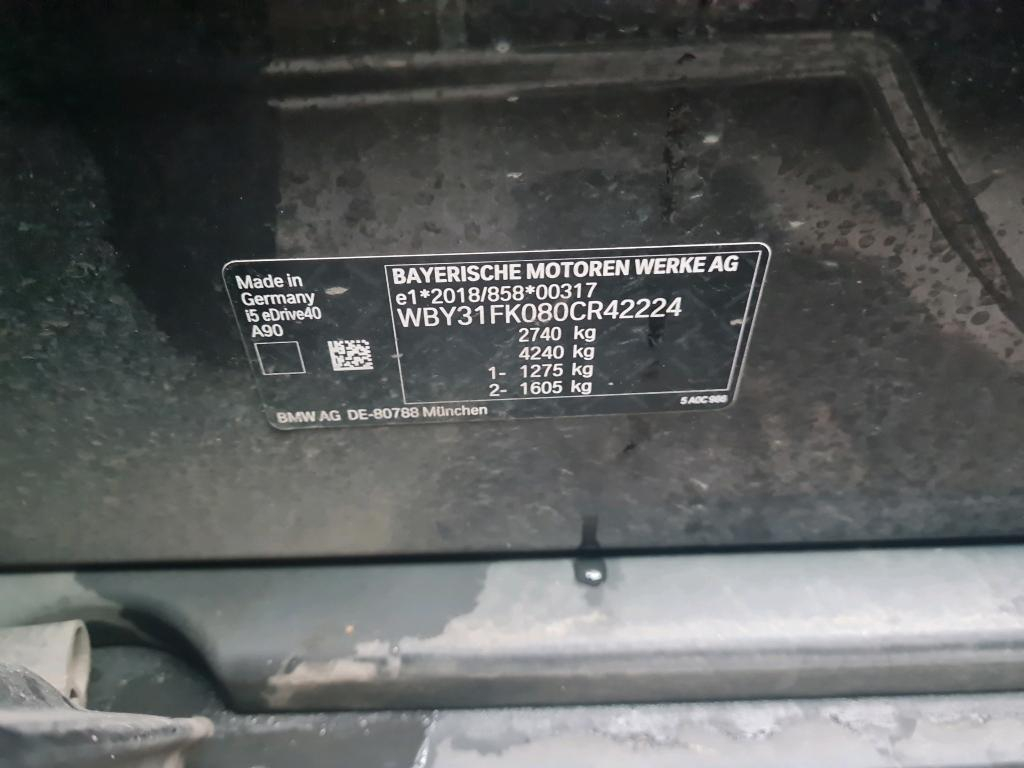 Made in
Germany
i5 eDrive40
A90
BAYERISCHE MOTOREN WERKE AG
e1*2018/858*00317
WBY31FK080CR42224
2740 kg
4240 kg
1- 1275 kg
2- 1605 kg
5A0C986
BMW AG DE-80788 München